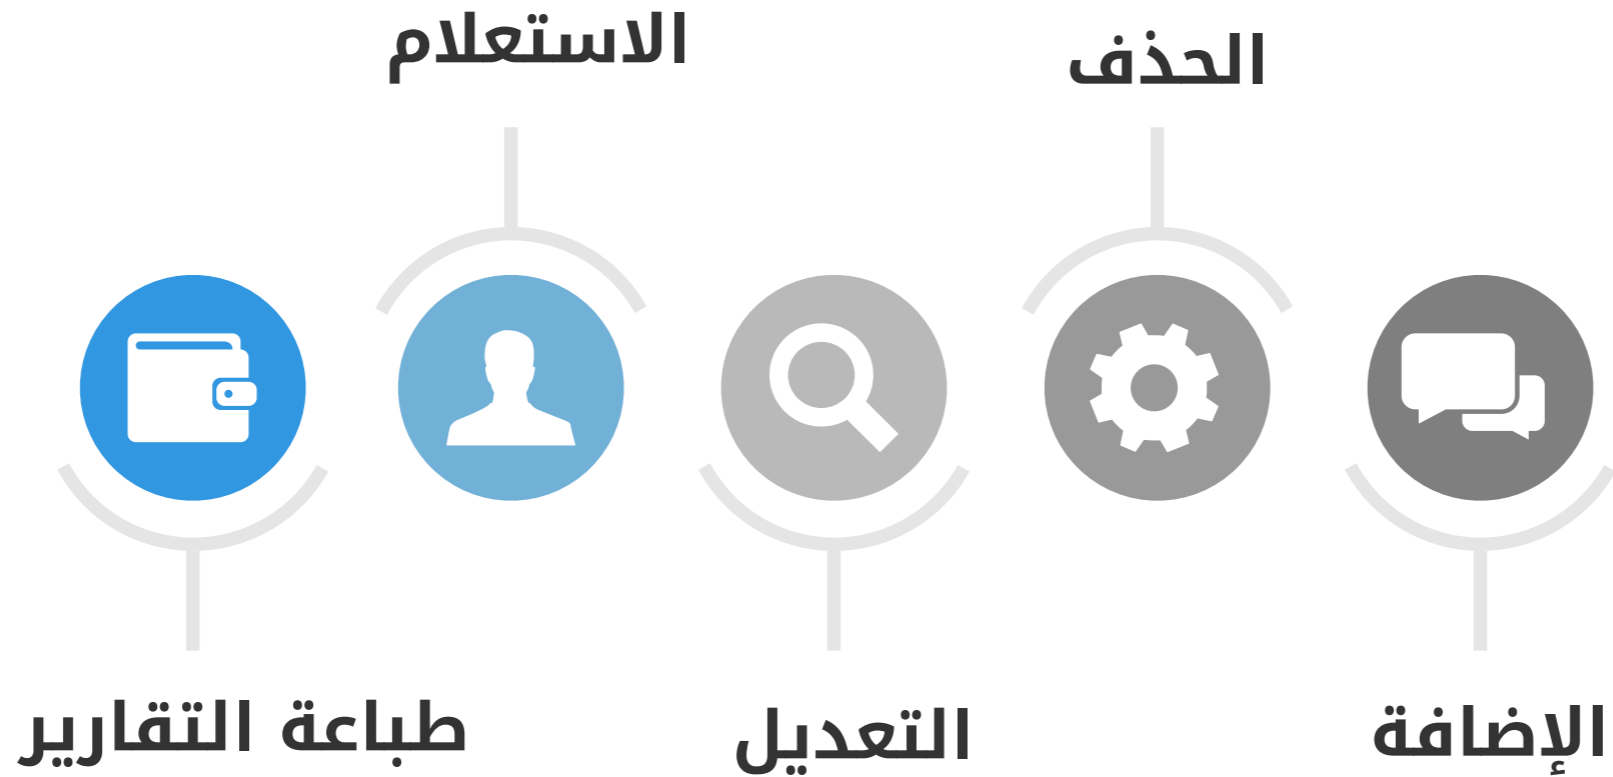 الاستعلام
الحذف
الإضافة
التعديل
طباعة التقارير